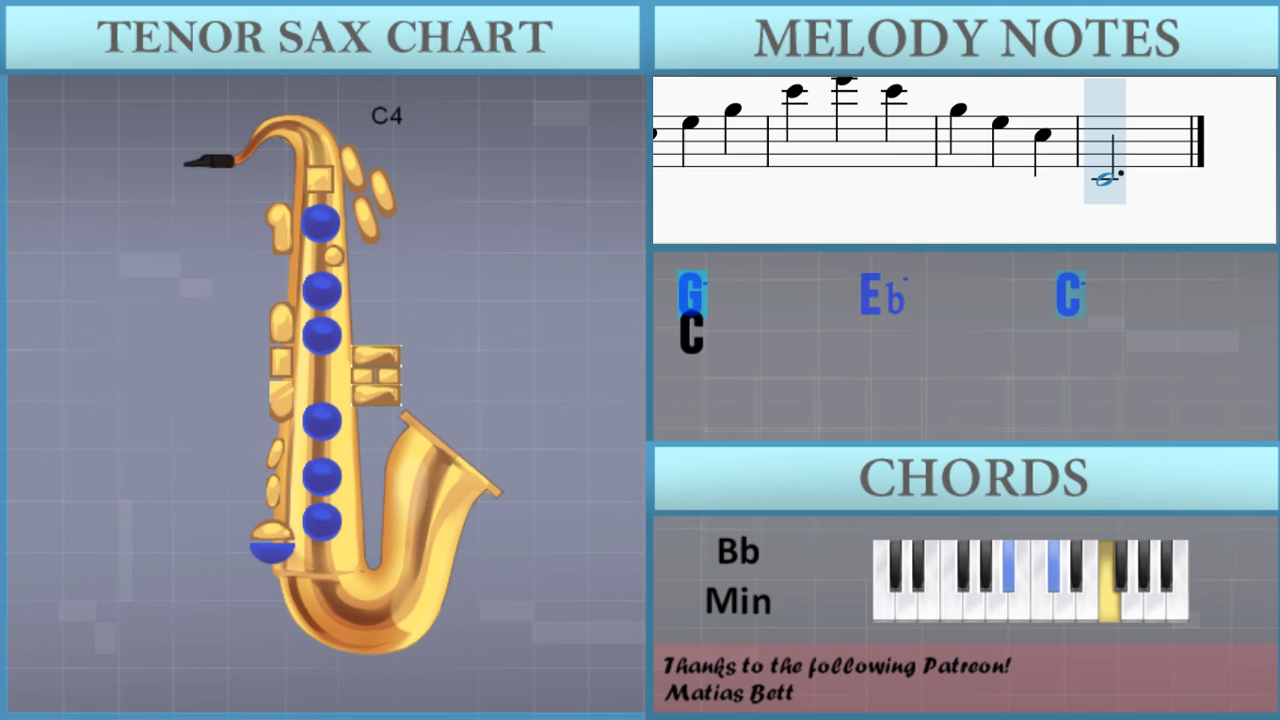 TENOR SAX CHART
MELODY NOTES
C4
G- Eb- C-
C
CHORDS
Bb
Min
Thanks to the following Patreon!
Matias Bett